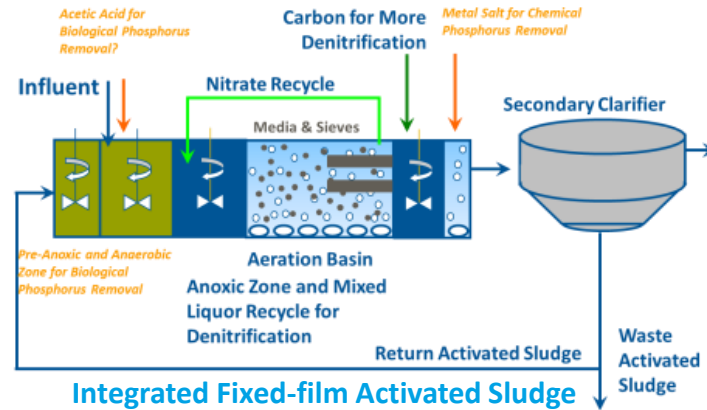 Acetic Acid for
Biological Phosphorus
Removal?
Influent
Nitrate Recycle
Carbon for More
Denitrification
Metal Salt for Chemical
Phosphorus Removal
Secondary Clarifier
Media & Sieves
Pre-Anoxic and Anaerobic
Zone for Biological
Phosphorus Removal
Aeration Basin
Anoxic Zone and Mixed
Liquor Recycle for
Denitrification
Return Activated Sludge
Waste
Activated
Sludge
Integrated Fixed-film Activated Sludge